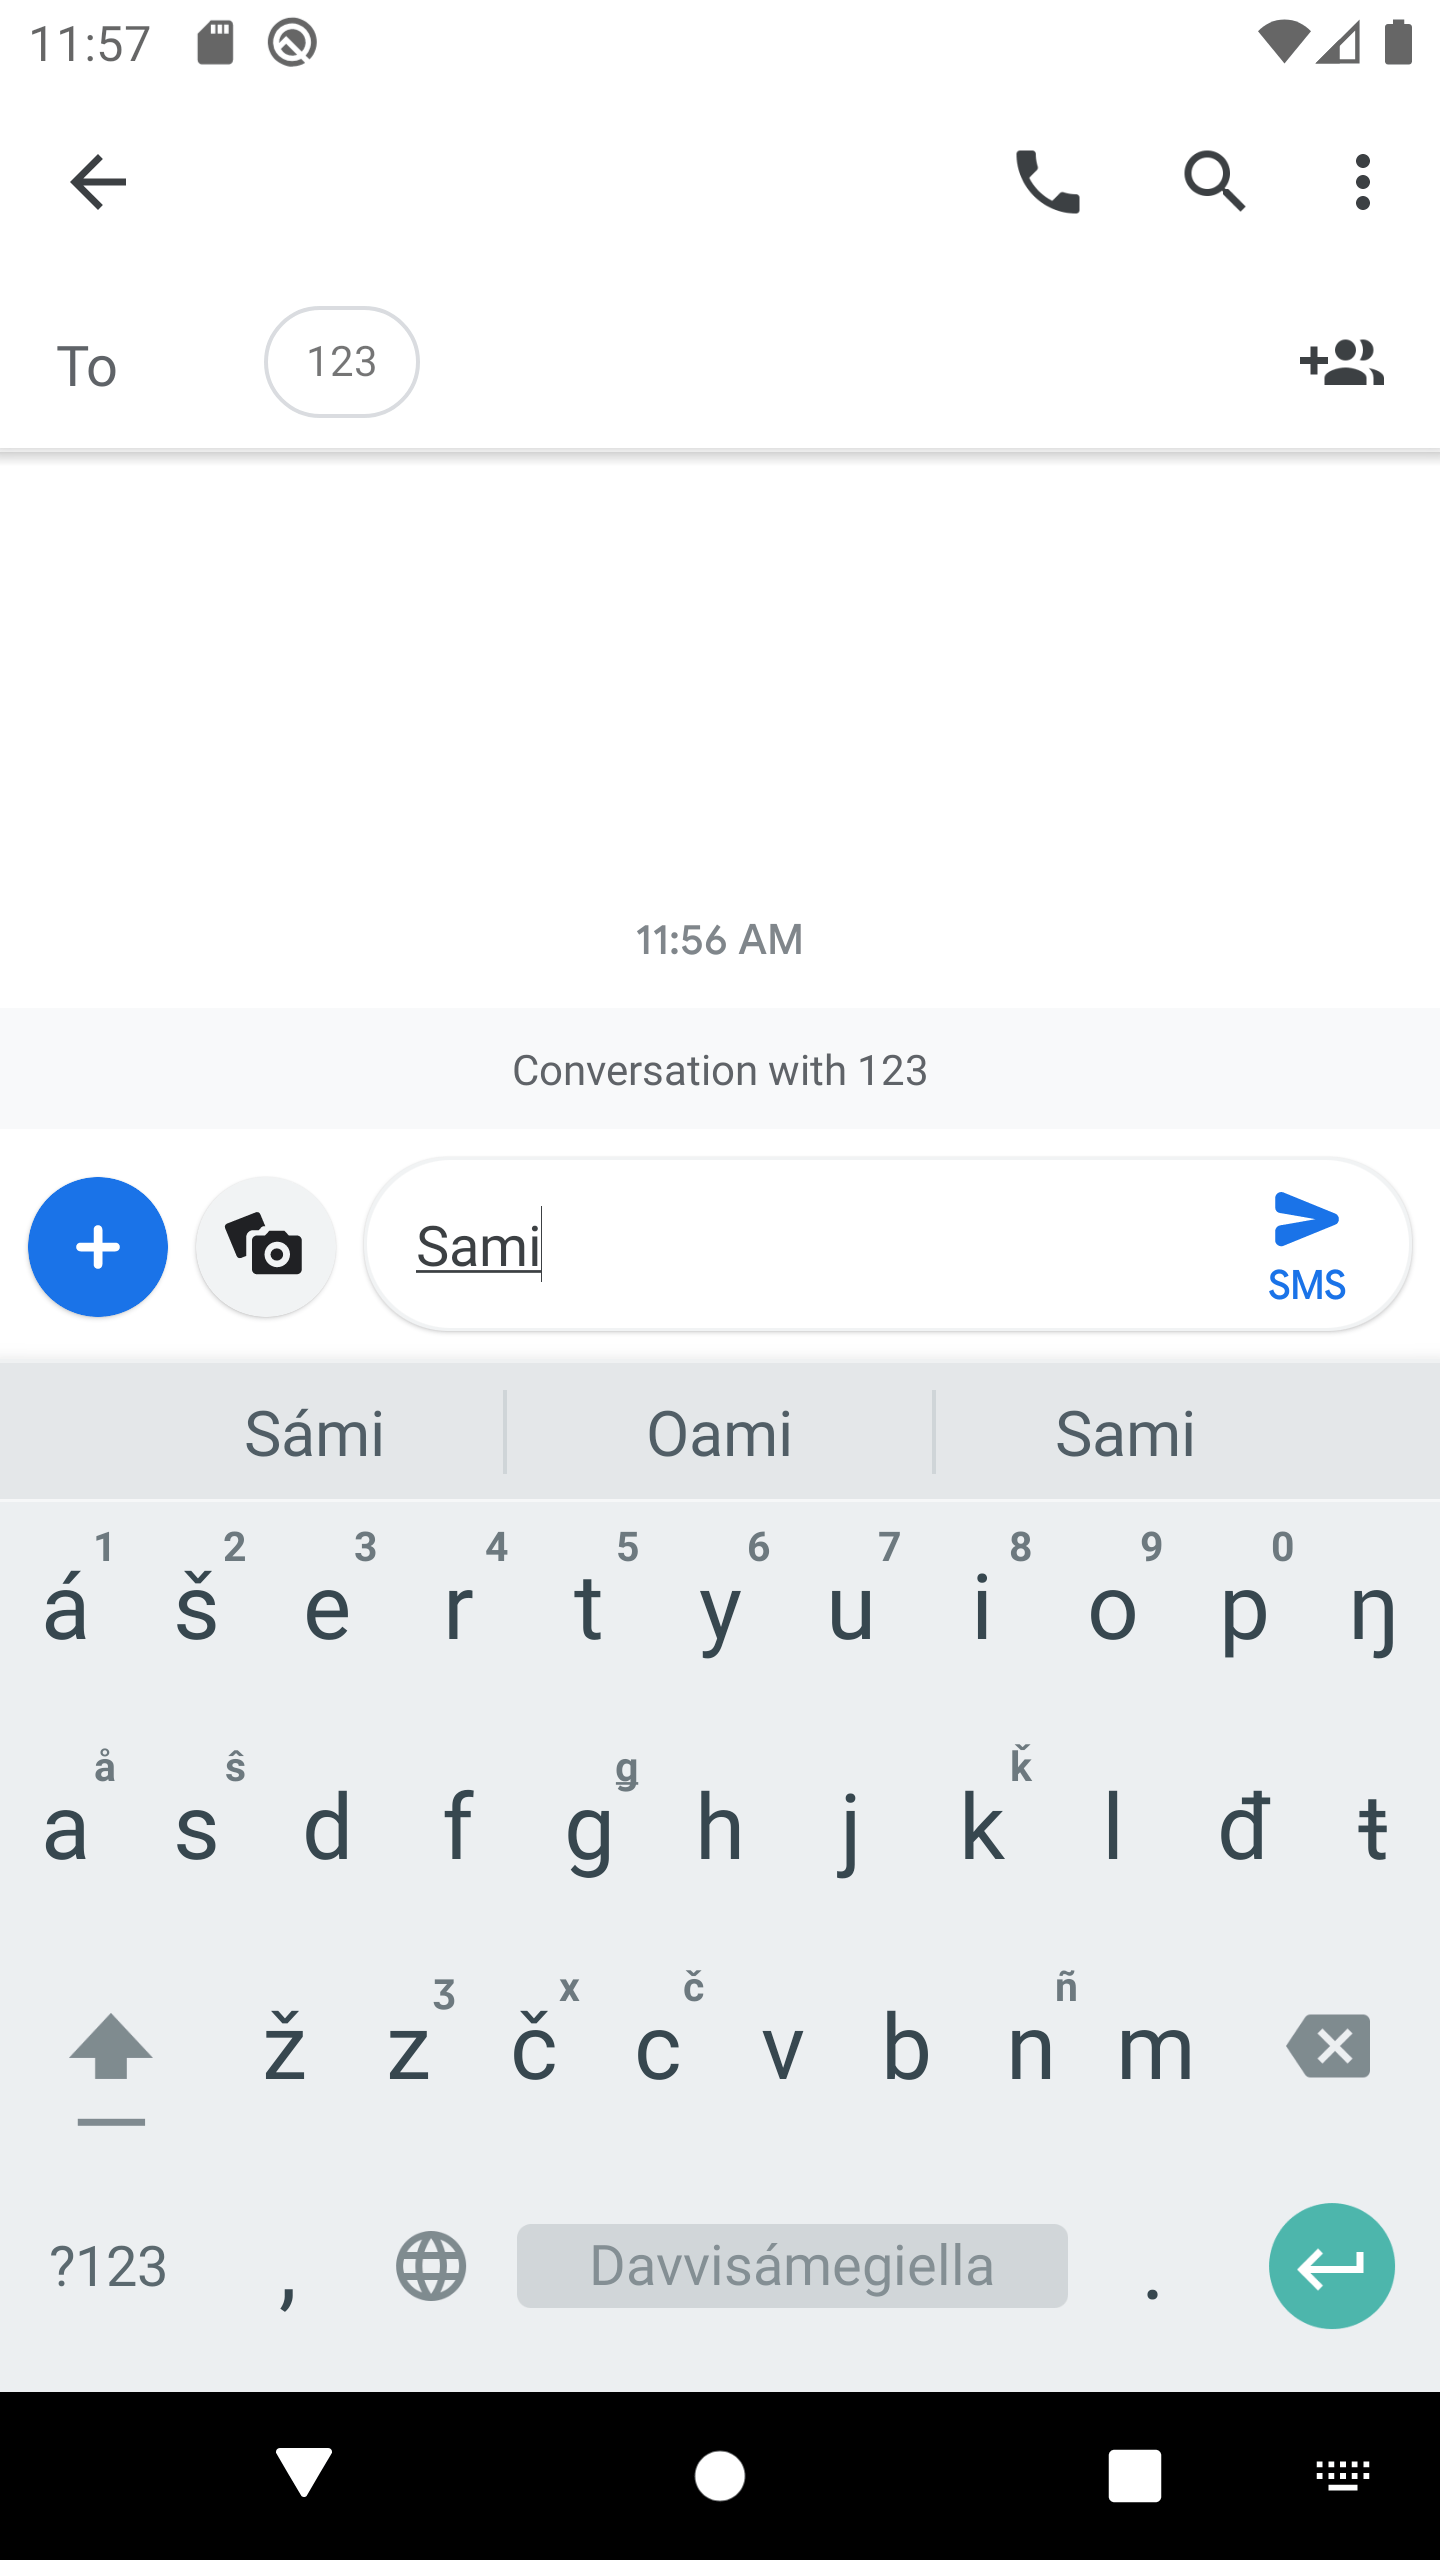 11:57
To 123
11:56 AM
Conversation with 123
Sami
SMS
Sámi Oami Sami
1 2 3 4 5 6 7 8 9 0
á š e r t y u i o p ŋ
å ŝ g̱ ǩ
a s d f g h j k l đ ŧ
ʒ x č ñ
ž z č c v b n m
?123 , Davvisámegiella .